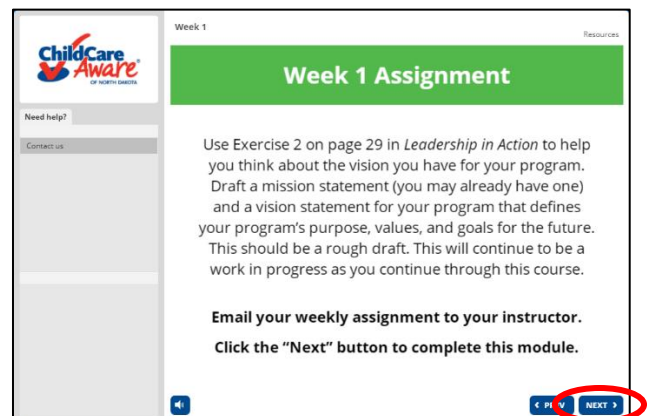 Week 1
Resources
ChildCare
Aware
OF NORTH DAKOTA
Week 1 Assignment
Need help?
Contact us
Use Exercise 2 on page 29 in Leadership in Action to help
you think about the vision you have for your program.
Draft a mission statement (you may already have one)
and a vision statement for your program that defines
your program's purpose, values, and goals for the future.
This should be a rough draft. This will continue to be a
work in progress as you continue through this course.
Email your weekly assignment to your instructor.
Click the “Next” button to complete this module.
PREV
NEXT